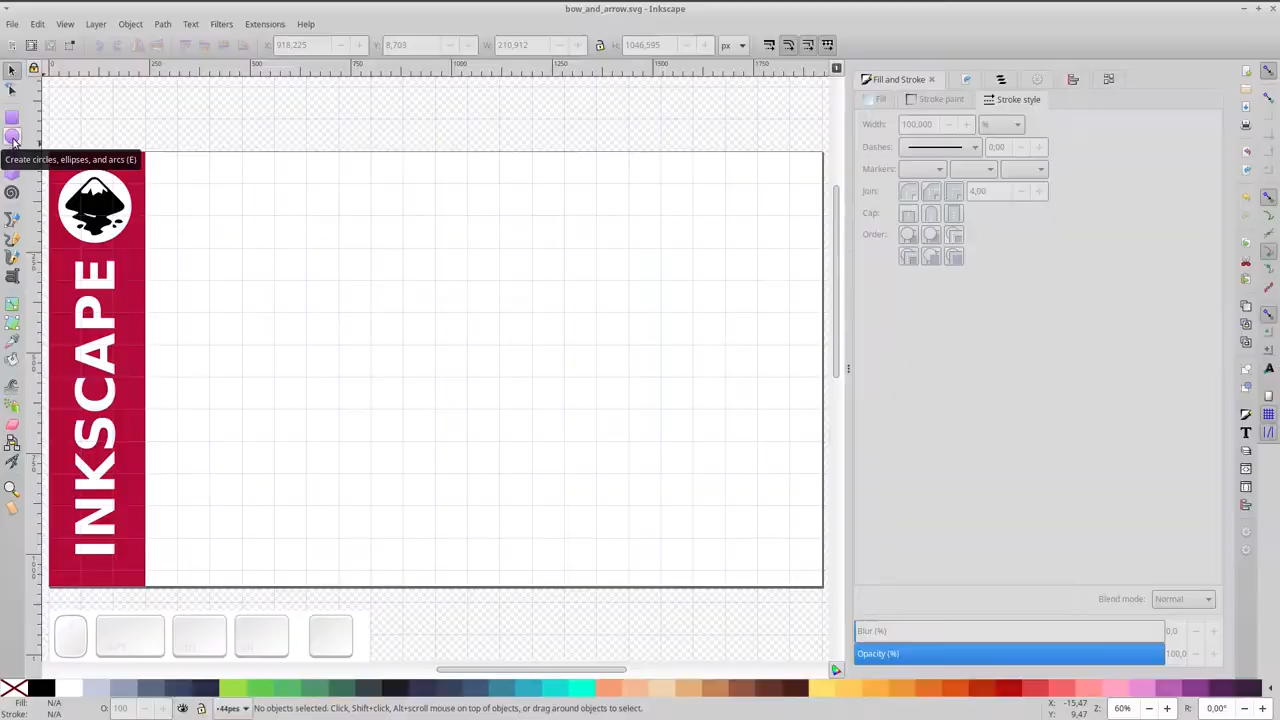 bow_and_arrow.svg - Inkscape
File Edit View Layer Object Path Text Filters Extensions Help
X: 918,225 Y: 8,703 W: 210,912 H: 1046,595 px
0 250 500 750 1000 1250 1500 1750
Fill and Stroke
Fill Stroke paint Stroke style
Width: 100,000 %
Dashes: 0;00
Markers:
Join: 4,00
Cap:
Order:
Create circles, ellipses, and arcs (E)
INKSCAPE
Blend mode: Normal
Blur (%) 0,0
Opacity (%) 100,0
Fill: N/A
Stroke: N/A
O: 100
No objects selected. Click, Shift+click, Alt+scroll mouse on top of objects, or drag around objects to select.
X: -15,47
Y: 9,47
Z: 60%
R: 0,00°